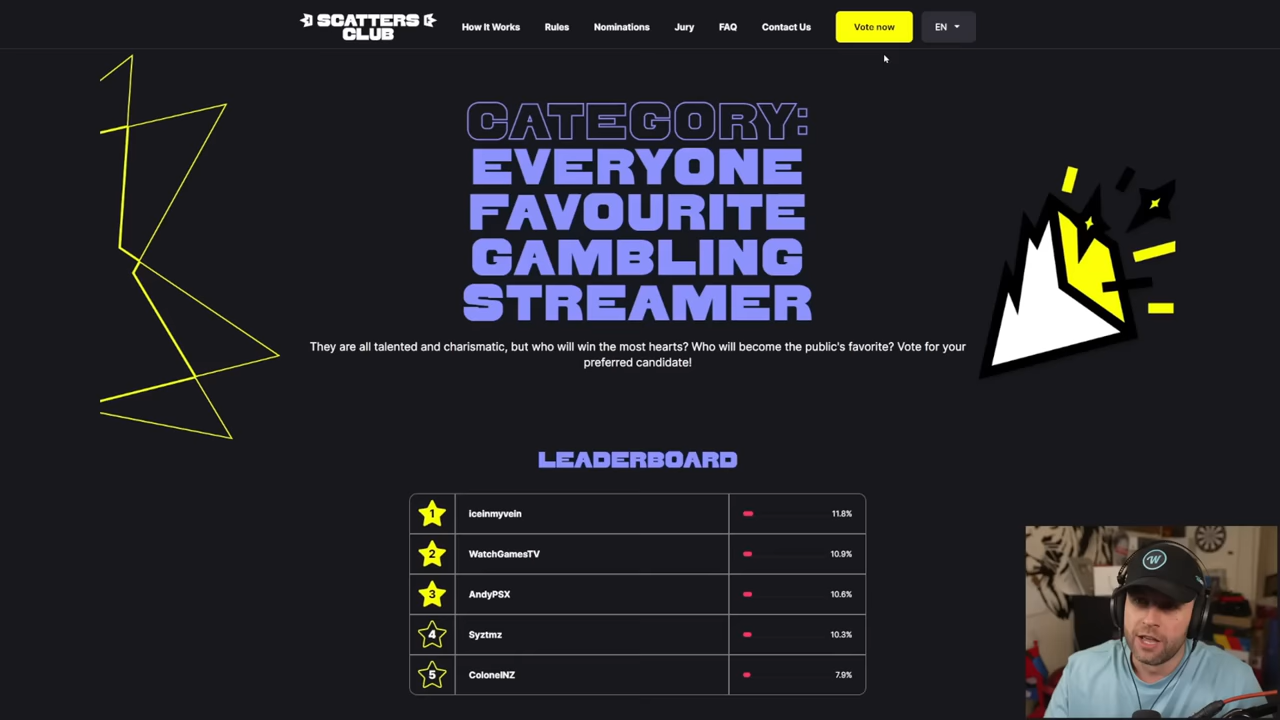 SCATTERS
CLUB
How It Works
Rules
Nominations
Jury
FAQ
Contact Us
Vote now
EN
CATEGORY:
EVERYONE
FAVOURITE
GAMBLING
STREAMER
They are all talented and charismatic, but who will win the most hearts? Who will become the public's favorite? Vote for your
preferred candidate!
LEADERBOARD
1 iceinmyvein 11.8%
2 WatchGamesTV 10.9%
3 AndyPSX 10.6%
4 Syztmz 10.3%
5 ColonelNZ 7.9%
W